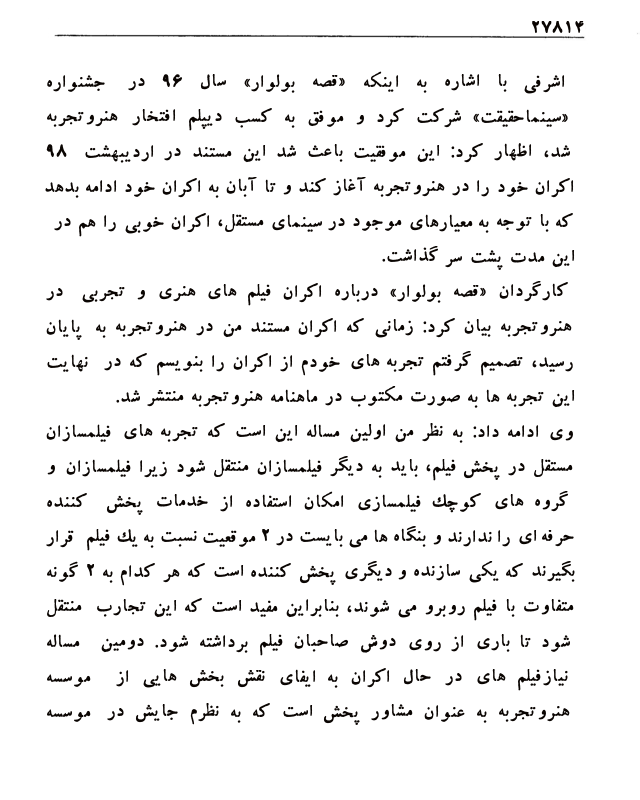 ۲۷۸۱۴
اشرفی با اشاره به اینکه «قصه بولوار» سال ۹۶ در جشنواره
«سینماحقیقت» شرکت کرد و موفق به کسب دیپلم افتخار هنروتجربه
شد، اظهار کرد: این موفقیت باعث شد این مستند در اردیبهشت ۹۸
اکران خود را در هنروتجربه آغاز کند و تا آبان به اکران خود ادامه بدهد
که با توجه به معیارهای موجود در سینمای مستقل، اکران خوبی را هم در
این مدت پشت سر گذاشت.
کارگردان «قصه بولوار» درباره اکران فیلم های هنری و تجربی در
هنروتجربه بیان کرد: زمانی که اکران مستند من در هنروتجربه به پایان
رسید، تصمیم گرفتم تجربه های خودم از اکران را بنویسم که در نهایت
این تجربه ها به صورت مکتوب در ماهنامه هنروتجربه منتشر شد.
وی ادامه داد: به نظر من اولین مساله این است که تجربه های فیلمسازان
مستقل در پخش فیلم، باید به دیگر فیلمسازان منتقل شود زیرا فیلمسازان و
گروه های کوچك فیلمسازی امکان استفاده از خدمات پخش کننده
حرفه ای را ندارند و بنگاه ها می بایست در ۲ موقعیت نسبت به یك فیلم قرار
بگیرند که یکی سازنده و دیگری پخش کننده است که هر کدام به ۲ گونه
متفاوت با فیلم روبرو می شوند، بنابراین مفید است که این تجارب منتقل
شود تا باری از روی دوش صاحبان فیلم برداشته شود. دومین مساله
نیازفیلم های در حال اکران به ایفای نقش بخش هایی از موسسه
هنروتجربه به عنوان مشاور پخش است که به نظرم جایش در موسسه